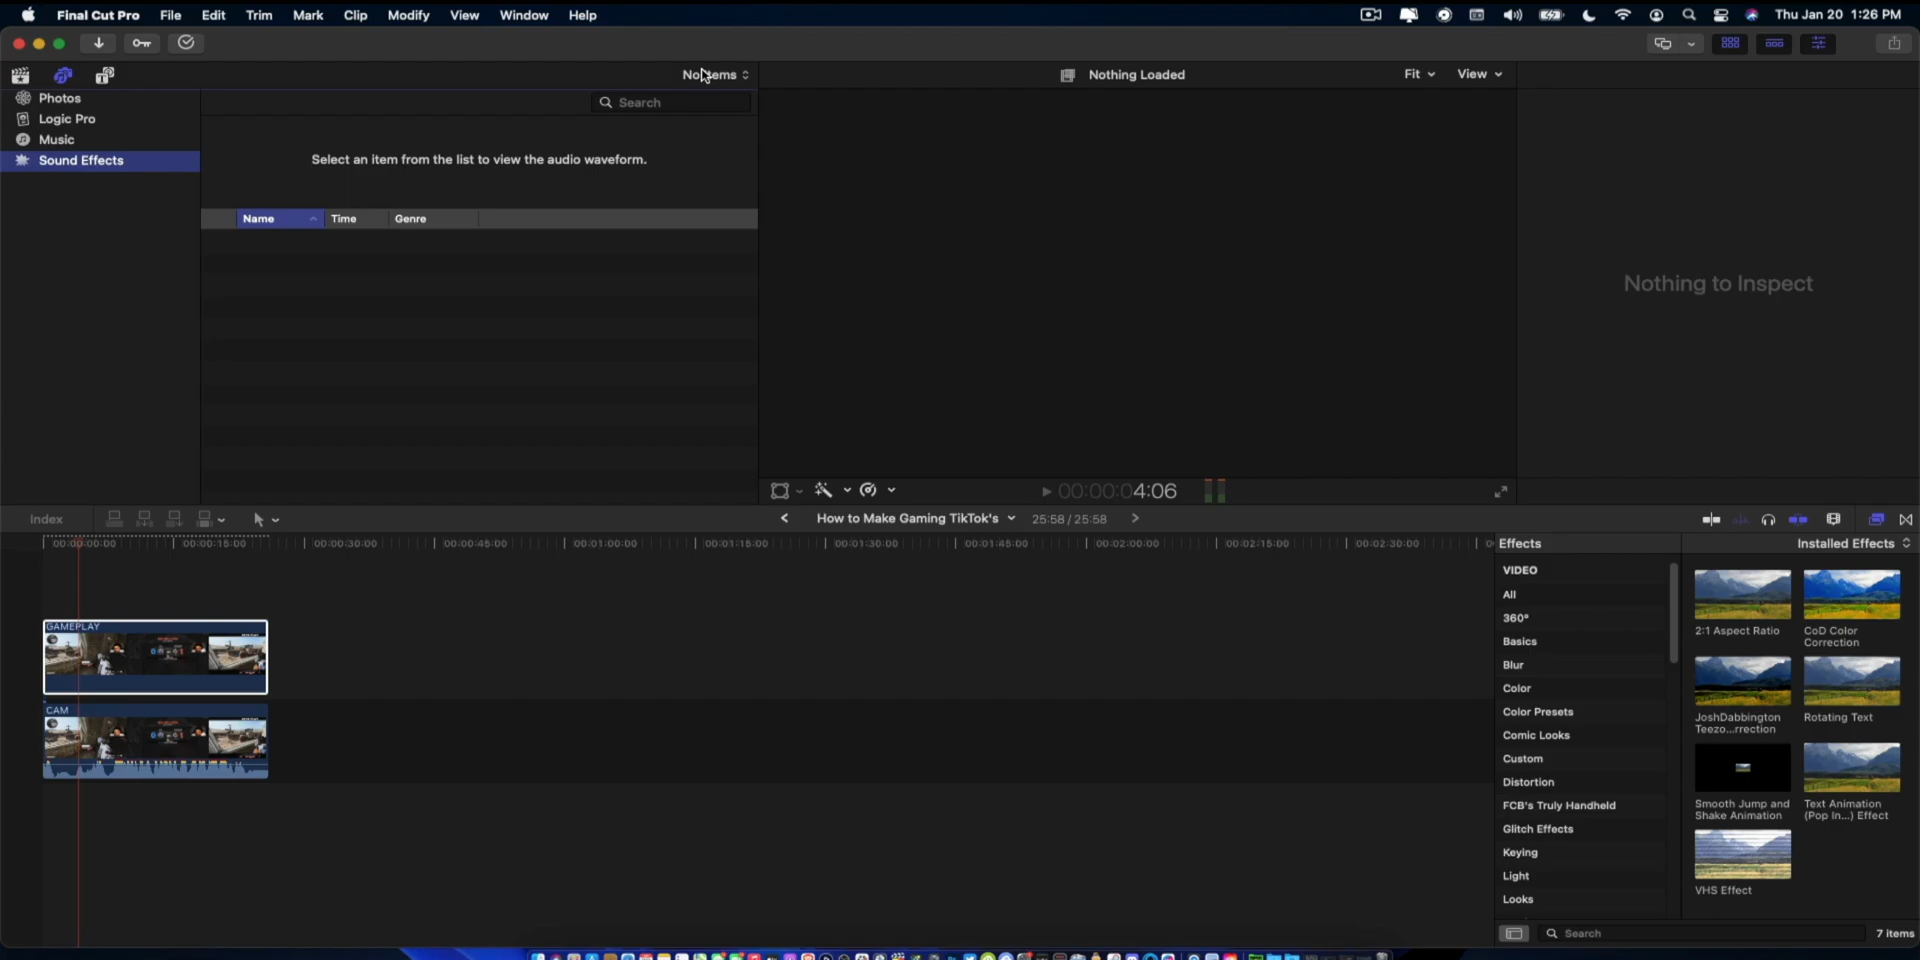 Final Cut Pro File Edit Trim Mark Clip Modify View Window Help Thu Jan 20 1:26 PM
No Items
Nothing Loaded
Fit View
Photos
Logic Pro
Music
Sound Effects
Search
Select an item from the list to view the audio waveform.
Name Time Genre
Nothing to Inspect
00:00:04:06
Index
How to Make Gaming TikTok's 25:58 / 25:58
00:00:00:00 00:00:15:00 00:00:30:00 00:00:45:00 00:01:00:00 00:01:15:00 00:01:30:00 00:01:45:00 00:02:00:00 00:02:15:00 00:02:30:00
GAMEPLAY
CAM
Effects
Installed Effects
VIDEO
All
360°
Basics
Blur
Color
Color Presets
Comic Looks
Custom
Distortion
FCB's Truly Handheld
Glitch Effects
Keying
Light
Looks
2:1 Aspect Ratio
CoD Color
Correction
JoshDabbington
Teezo...rrection
Rotating Text
Smooth Jump and
Shake Animation
Text Animation
(Pop In...) Effect
VHS Effect
Search
7 items